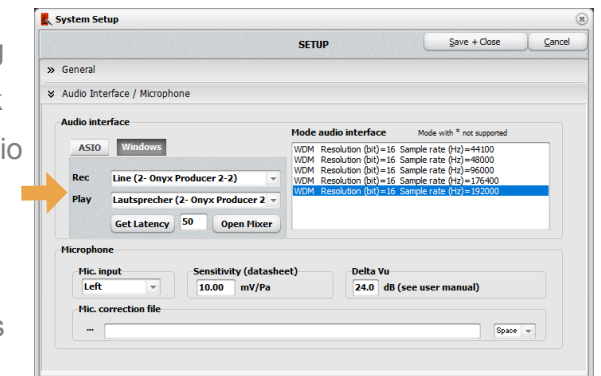 System Setup
SETUP
Save + Close
Cancel
» General
Audio Interface / Microphone
Audio interface
ASIO
Windows
Rec
Line (2- Onyx Producer 2-2)
Play
Lautsprecher (2- Onyx Producer 2
Get Latency
50
Open Mixer
Mode audio interface
Mode with * not supported
WDM Resolution (bit)=16 Sample rate (Hz)=44100
WDM Resolution (bit)=16 Sample rate (Hz)=48000
WDM Resolution (bit)=16 Sample rate (Hz)=96000
WDM Resolution (bit)=16 Sample rate (Hz)=176400
WDM Resolution (bit)=16 Sample rate (Hz)=192000
Microphone
Mic. input
Left
Sensitivity (datasheet)
10.00 mV/Pa
Delta Vu
24.0 dB (see user manual)
Mic. correction file
...
Space